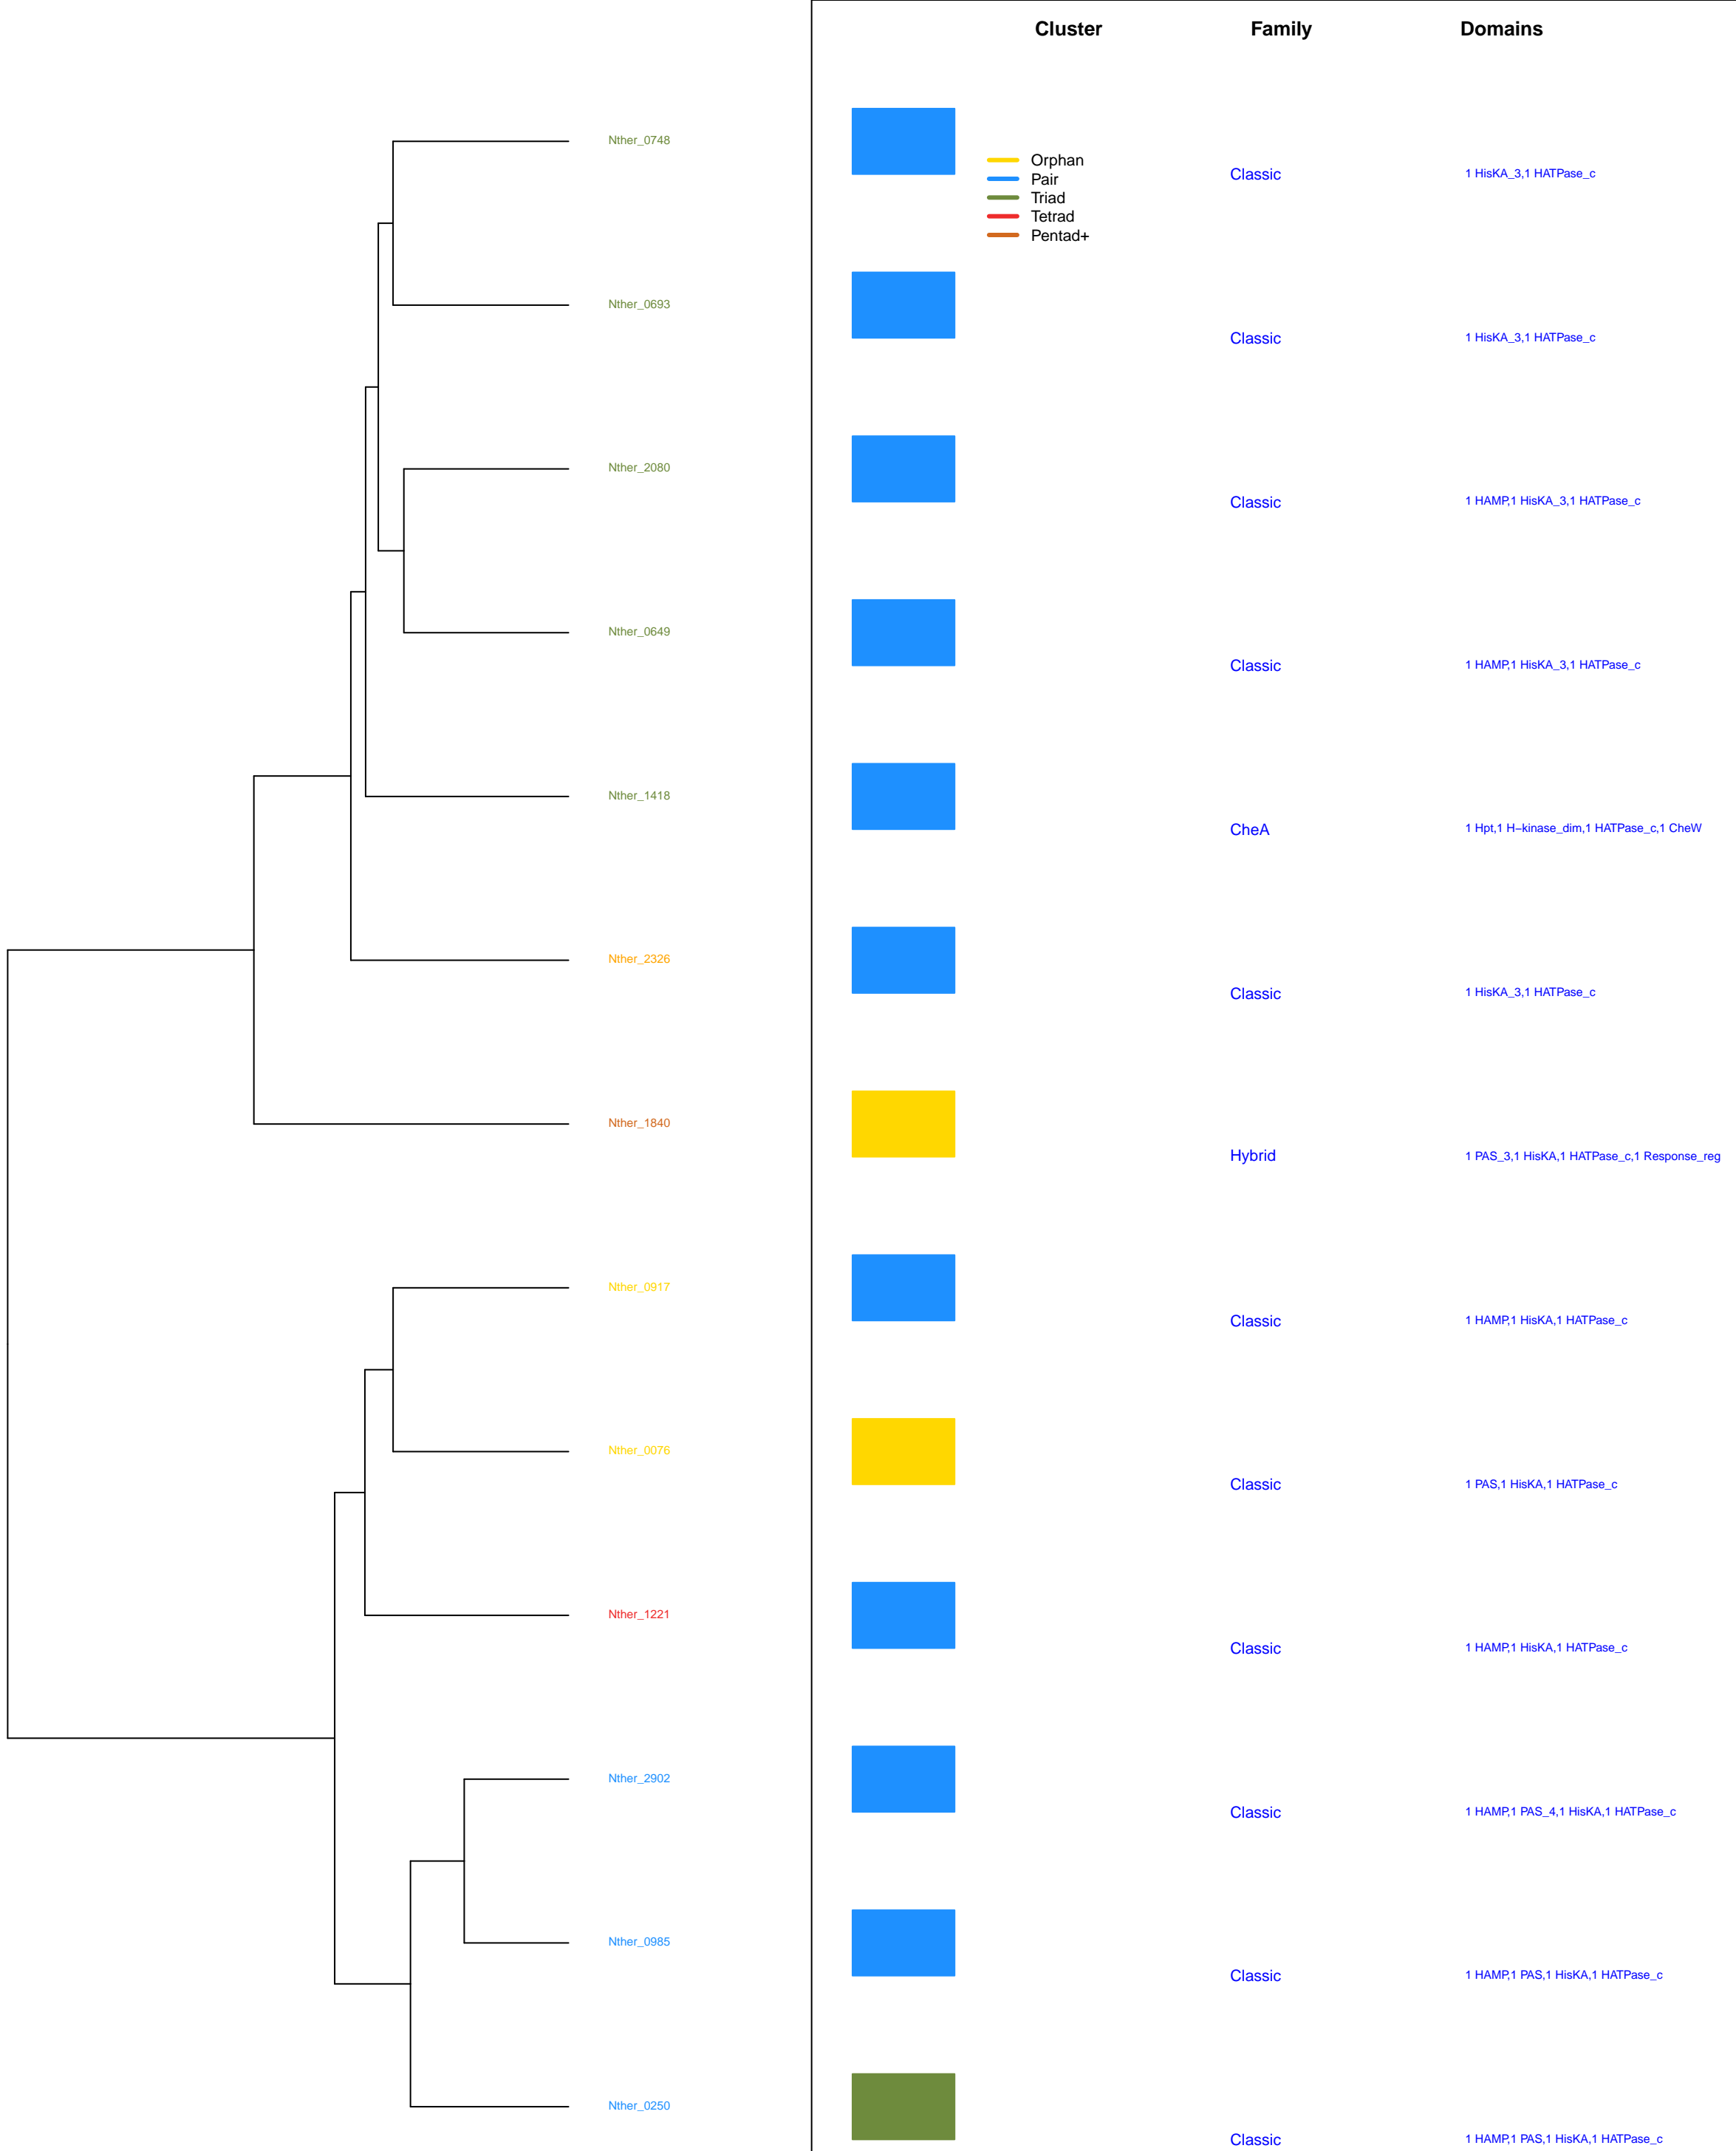 Cluster Family Domains
Nther_0748
Orphan
Pair
Classic 1 HisKA_3,1 HATPase_c
Triad
Tetrad
Pentad+
Nther_0693
Classic 1 HisKA_3,1 HATPase_c
Nther_2080
Classic 1 HAMP,1 HisKA_3,1 HATPase_c
Nther_0649
Classic 1 HAMP,1 HisKA_3,1 HATPase_c
Nther_1418
CheA 1 Hpt,1 H−kinase_dim,1 HATPase_c,1 CheW
Nther_2326
Classic 1 HisKA_3,1 HATPase_c
Nther_1840
Hybrid 1 PAS_3,1 HisKA,1 HATPase_c,1 Response_reg
Nther_0917
Classic 1 HAMP,1 HisKA,1 HATPase_c
Nther_0076
Classic 1 PAS,1 HisKA,1 HATPase_c
Nther_1221
Classic 1 HAMP,1 HisKA,1 HATPase_c
Nther_2902
Classic 1 HAMP,1 PAS_4,1 HisKA,1 HATPase_c
Nther_0985
Classic 1 HAMP,1 PAS,1 HisKA,1 HATPase_c
Nther_0250
Classic 1 HAMP,1 PAS,1 HisKA,1 HATPase_c